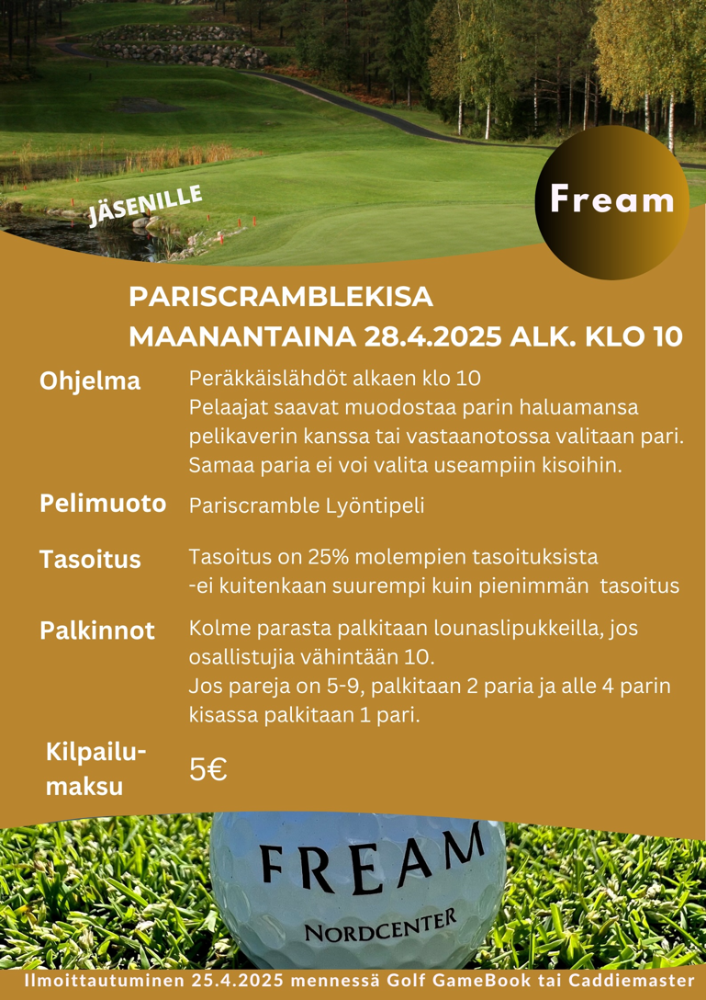 JÄSENILLE
Fream
PARISCRAMBLEKISA
MAANANTAINA 28.4.2025 ALK. KLO 10
Ohjelma
Peräkkäislähdöt alkaen klo 10
Pelaajat saavat muodostaa parin haluamansa
pelikaverin kanssa tai vastaanotossa valitaan pari.
Samaa paria ei voi valita useampiin kisoihin.
Pelimuoto
Pariscramble Lyöntipeli
Tasoitus
Tasoitus on 25% molempien tasoituksista
-ei kuitenkaan suurempi kuin pienimmän tasoitus
Palkinnot
Kolme parasta palkitaan lounaslipukkeilla, jos
osallistujia vähintään 10.
Jos pareja on 5-9, palkitaan 2 paria ja alle 4 parin
kisassa palkitaan 1 pari.
Kilpailu-
maksu
5€
FREAM
NORDCENTER
Ilmoittautuminen 25.4.2025 mennessä Golf GameBook tai Caddiemaster